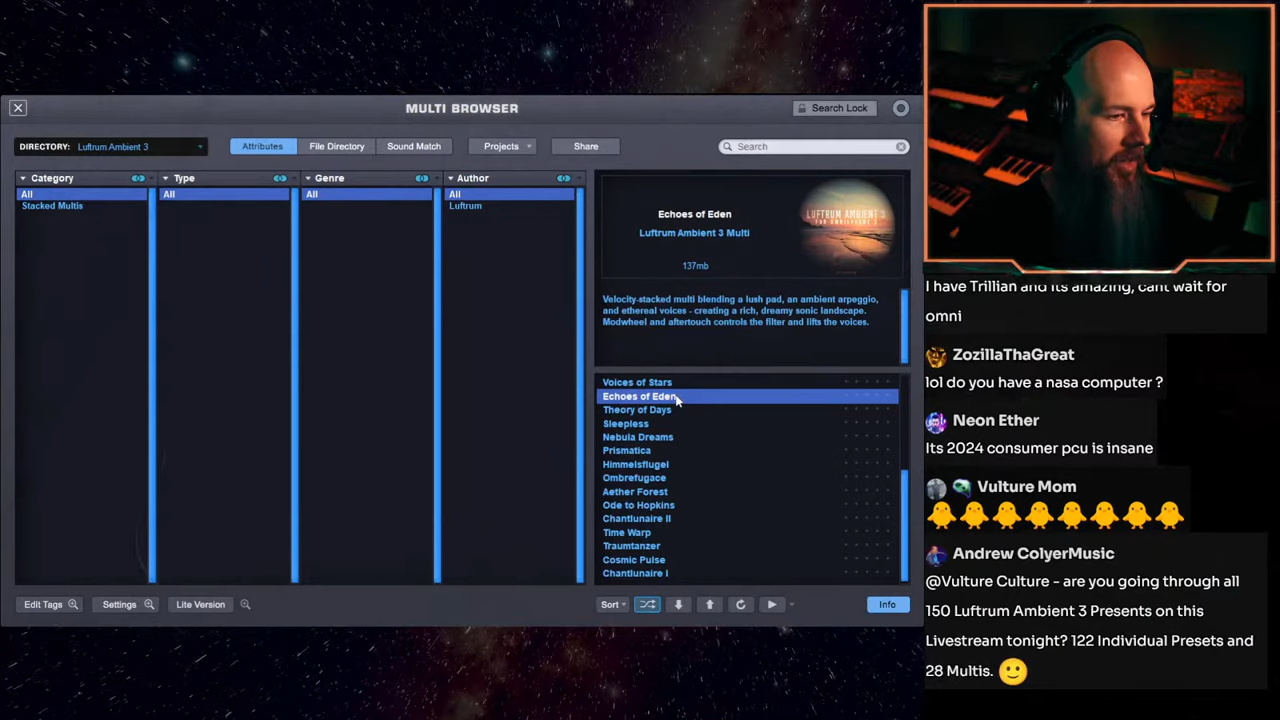 MULTI BROWSER
Search Lock
DIRECTORY: Luftrum Ambient 3
Attributes
File Directory
Sound Match
Projects
Share
Search
Category
Type
Genre
Author
All
All
All
All
Stacked Multis
Luftrum
Echoes of Eden
Luftrum Ambient 3 Multi
137mb
LUFTRUM AMBIENT 3
FOR OMNISPHERE
Velocity-stacked multi blending a lush pad, an ambient arpeggio,
and ethereal voices - creating a rich, dreamy sonic landscape.
Modwheel and aftertouch controls the filter and lifts the voices.
Voices of Stars
Echoes of Eden
Theory of Days
Sleepless
Nebula Dreams
Prismatica
Himmelsflugel
Ombrefugace
Aether Forest
Ode to Hopkins
Chantlunaire II
Time Warp
Traumtanzer
Cosmic Pulse
Chantlunaire I
Edit Tags
Settings
Lite Version
Sort
Info
I have Trillian and its amazing, cant wait for
omni
ZozillaThaGreat
lol do you have a nasa computer ?
Neon Ether
Its 2024 consumer pcu is insane
Vulture Mom
Andrew ColyerMusic
@Vulture Culture - are you going through all
150 Luftrum Ambient 3 Presents on this
Livestream tonight? 122 Individual Presets and
28 Multis.